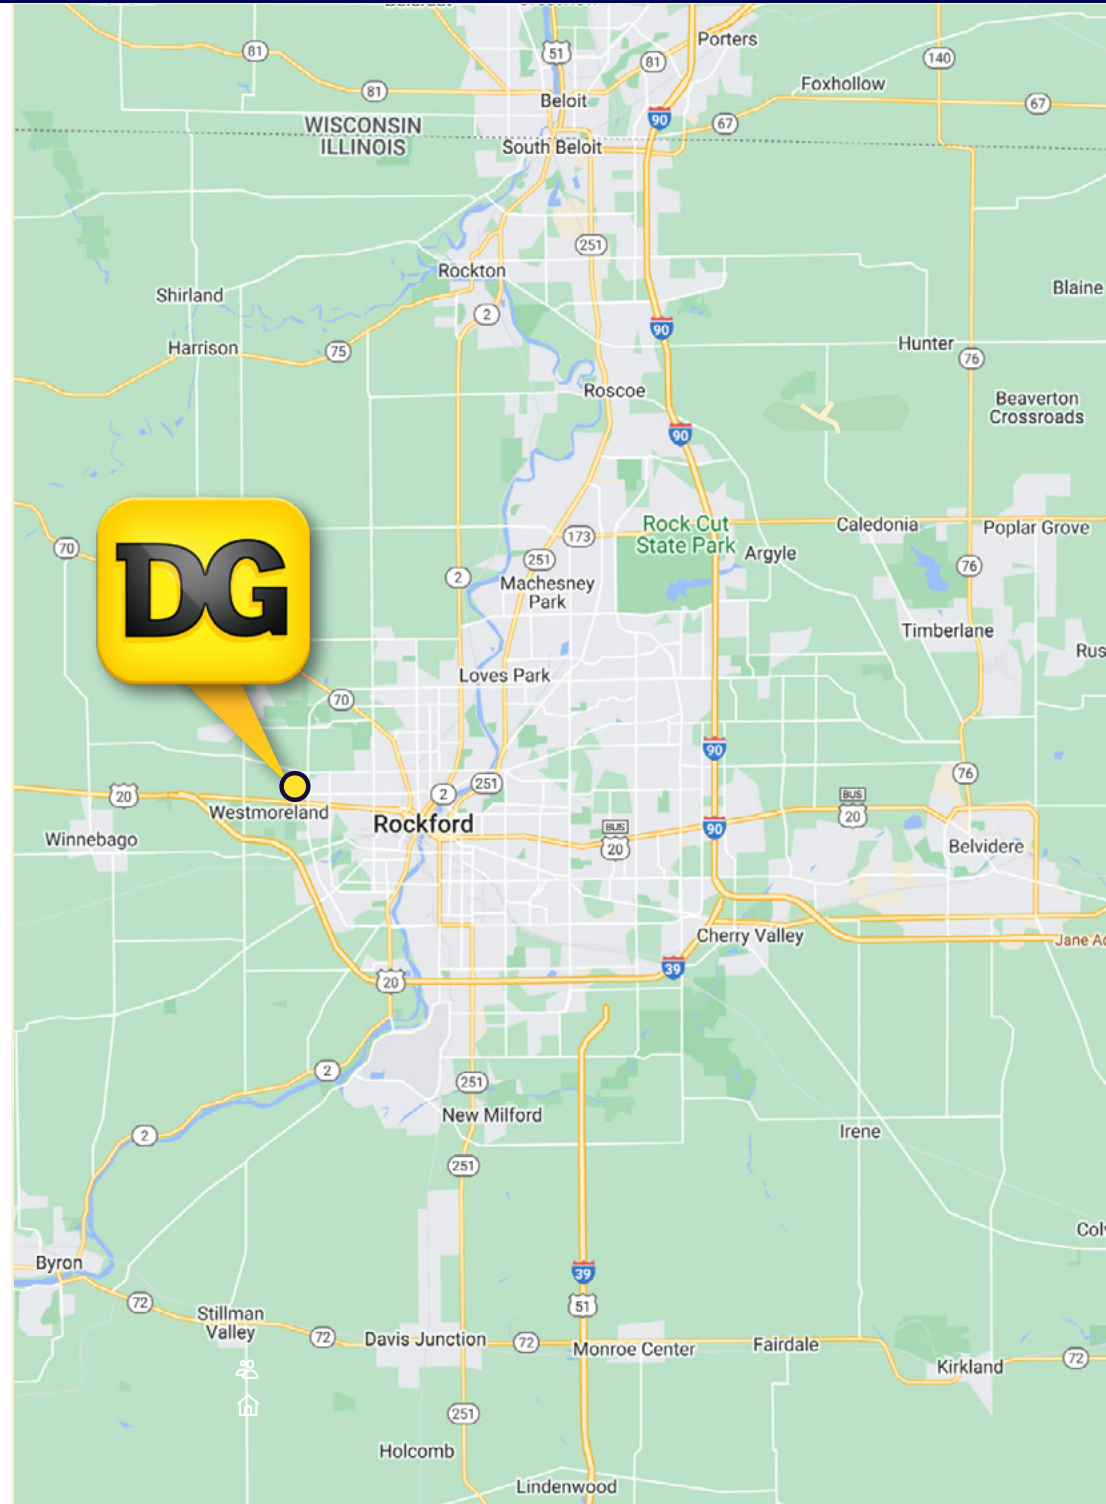 51
Porters
81
81
140
Foxhollow
81
Beloit
67
90
67
WISCONSIN
ILLINOIS
South Beloit
251
Rockton
Blaine
Shirland
2
90
Harrison
75
Hunter
76
Roscoe
Beaverton
Crossroads
90
Rock Cut
State Park
Caledonia
Poplar Grove
173
70
251
Argyle
DG
76
2
Machesney
Park
Timberlane
Rus
Loves Park
70
90
76
20
2
251
BUS
20
Westmoreland
Rockford
90
BUS
20
Winnebago
Belvidere
Cherry Valley
Jane Ad
39
20
2
251
New Milford
2
Irene
251
Colv
Byron
39
72
51
Stillman
Valley
72
Davis Junction
72
Monroe Center
Fairdale
Kirkland
72
251
Holcomb
Lindenwood